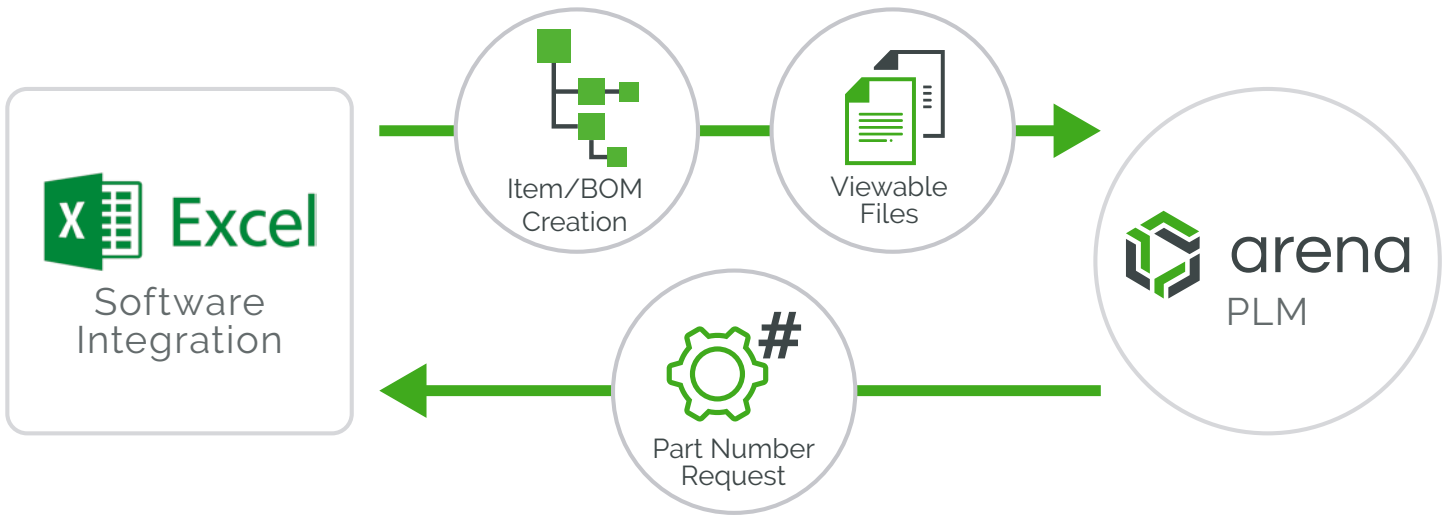 Item/BOM
Creation
Viewable
Files
X Excel
Software
Integration
arena
PLM
#
Part Number
Request